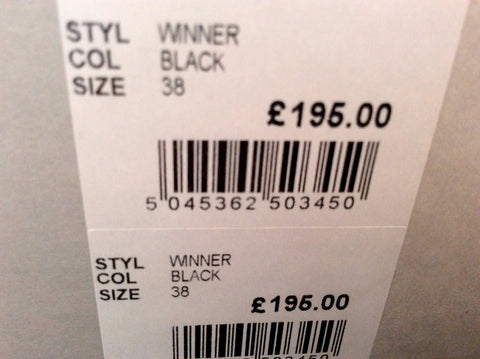 STYL WINNER
COL BLACK
SIZE 38
£195.00
5 045362 503450
STYL WINNER
COL BLACK
SIZE 38
£195.00